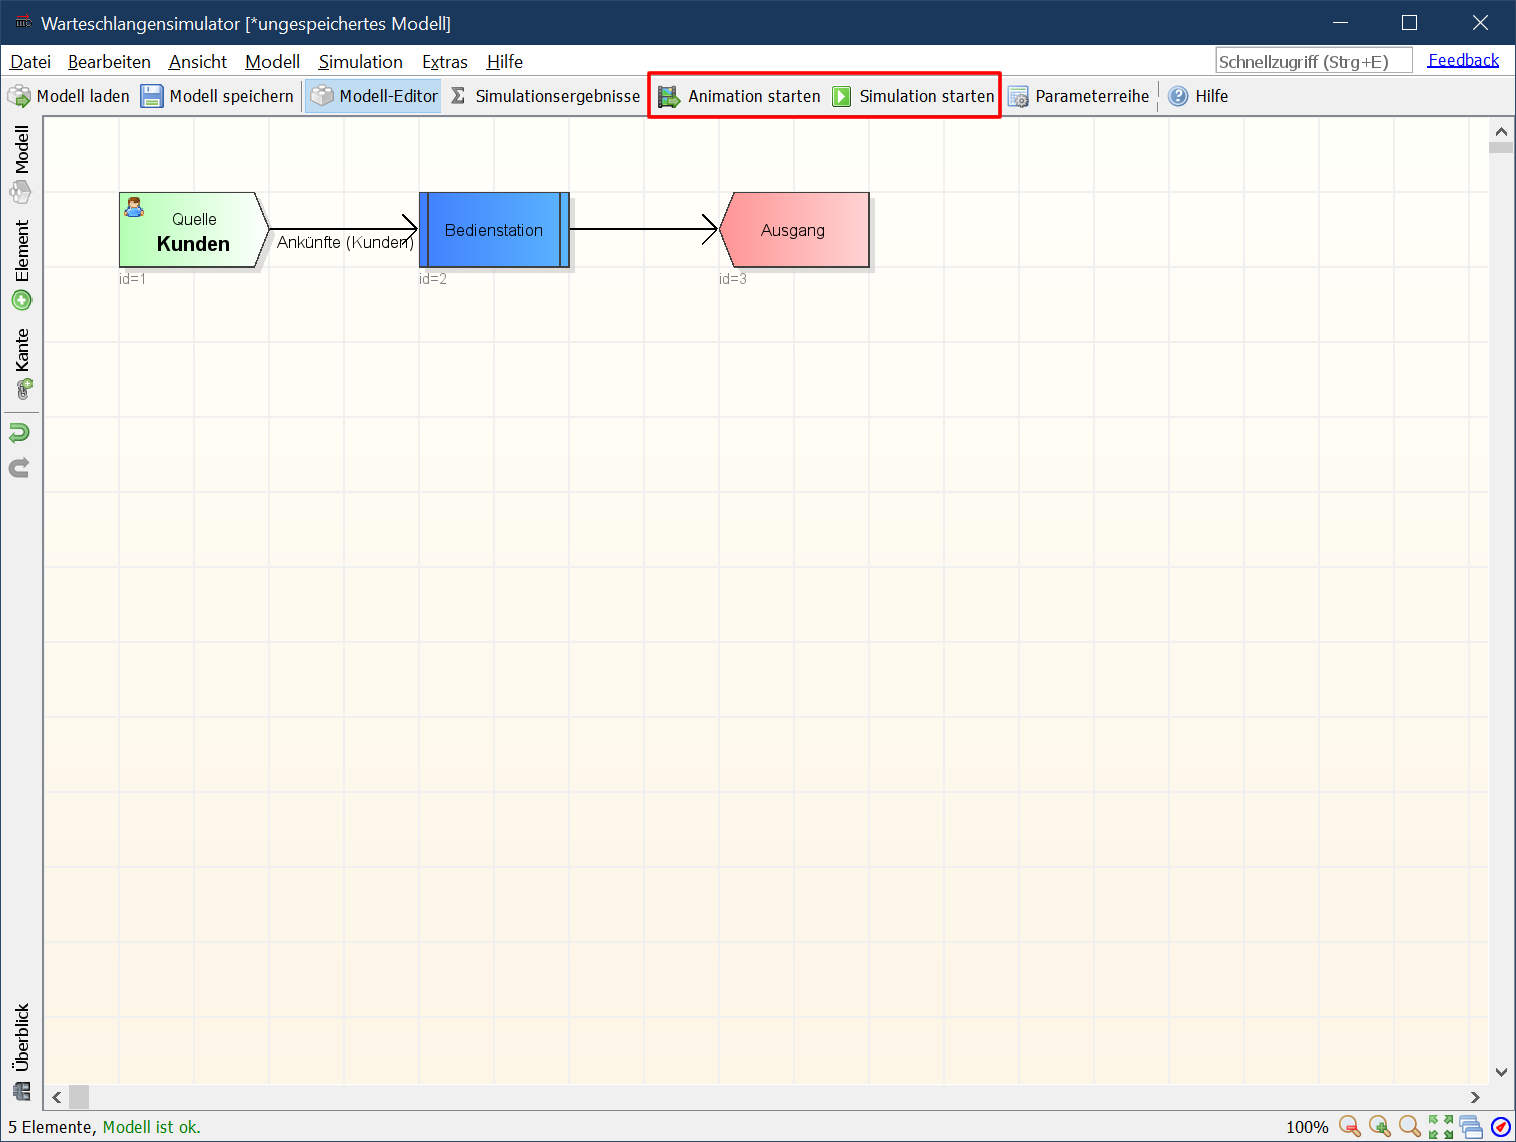 Warteschlangensimulator [*ungespeichertes Modell]
Datei Bearbeiten Ansicht Modell Simulation Extras Hilfe Schnellzugriff (Strg+E) Feedback
Modell laden Modell speichern Modell-Editor Simulationsergebnisse Animation starten Simulation starten Parameterreihe Hilfe
Modell
Element
Kante
Überblick
Quelle
Kunden
id=1
Ankünfte (Kunden)
Bedienstation
id=2
Ausgang
id=3
5 Elemente, Modell ist ok. 100%